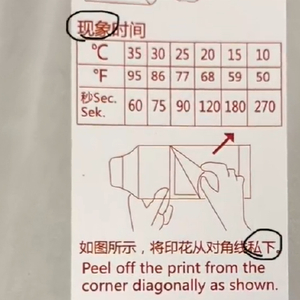 现象时间
°C 35 30 25 20 15 10
°F 95 86 77 68 59 50
秒Sec. 60 75 90 120 180 270
Sek.
如图所示，将印花从对角线私下.
Peel off the print from the
corner diagonally as shown.